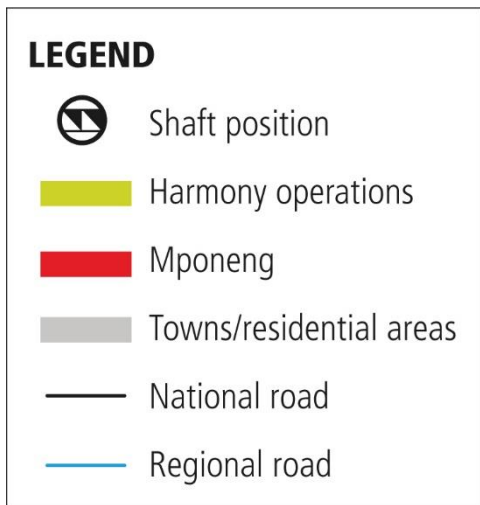 LEGEND
Shaft position
Harmony operations
Mponeng
Towns/residential areas
National road
Regional road